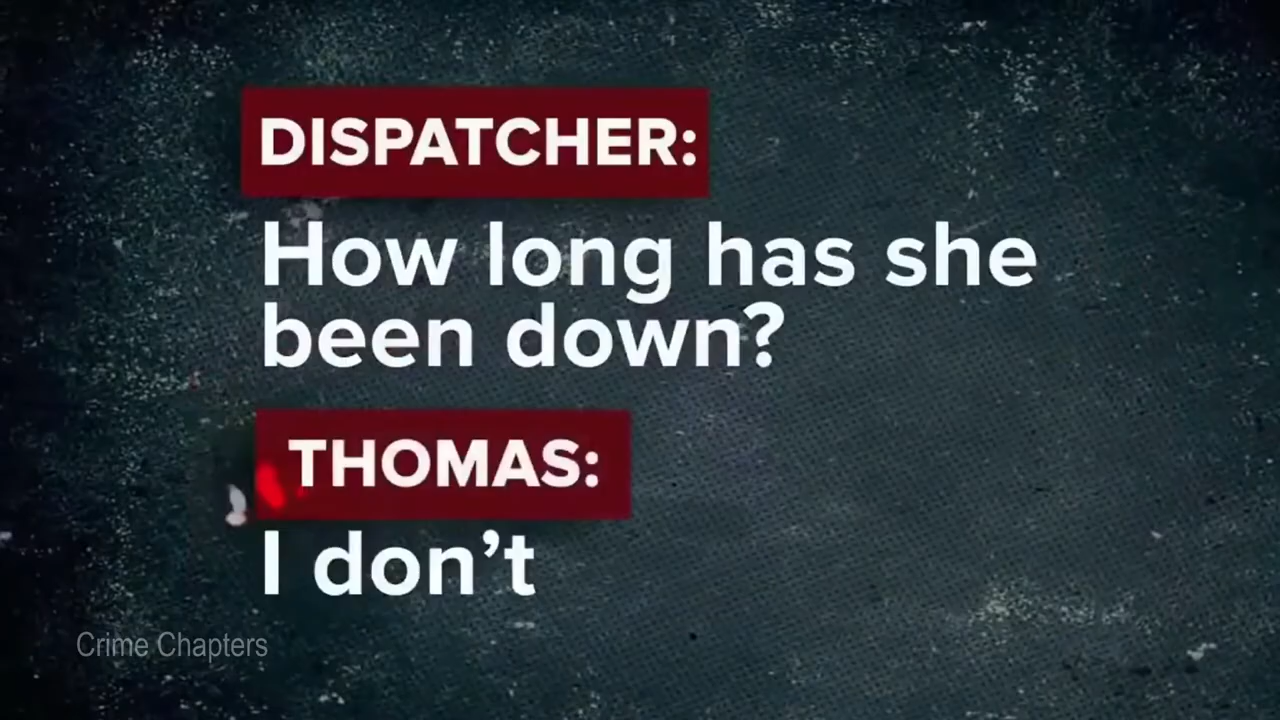 DISPATCHER:
How long has she
been down?
THOMAS:
I don’t
Crime Chapters